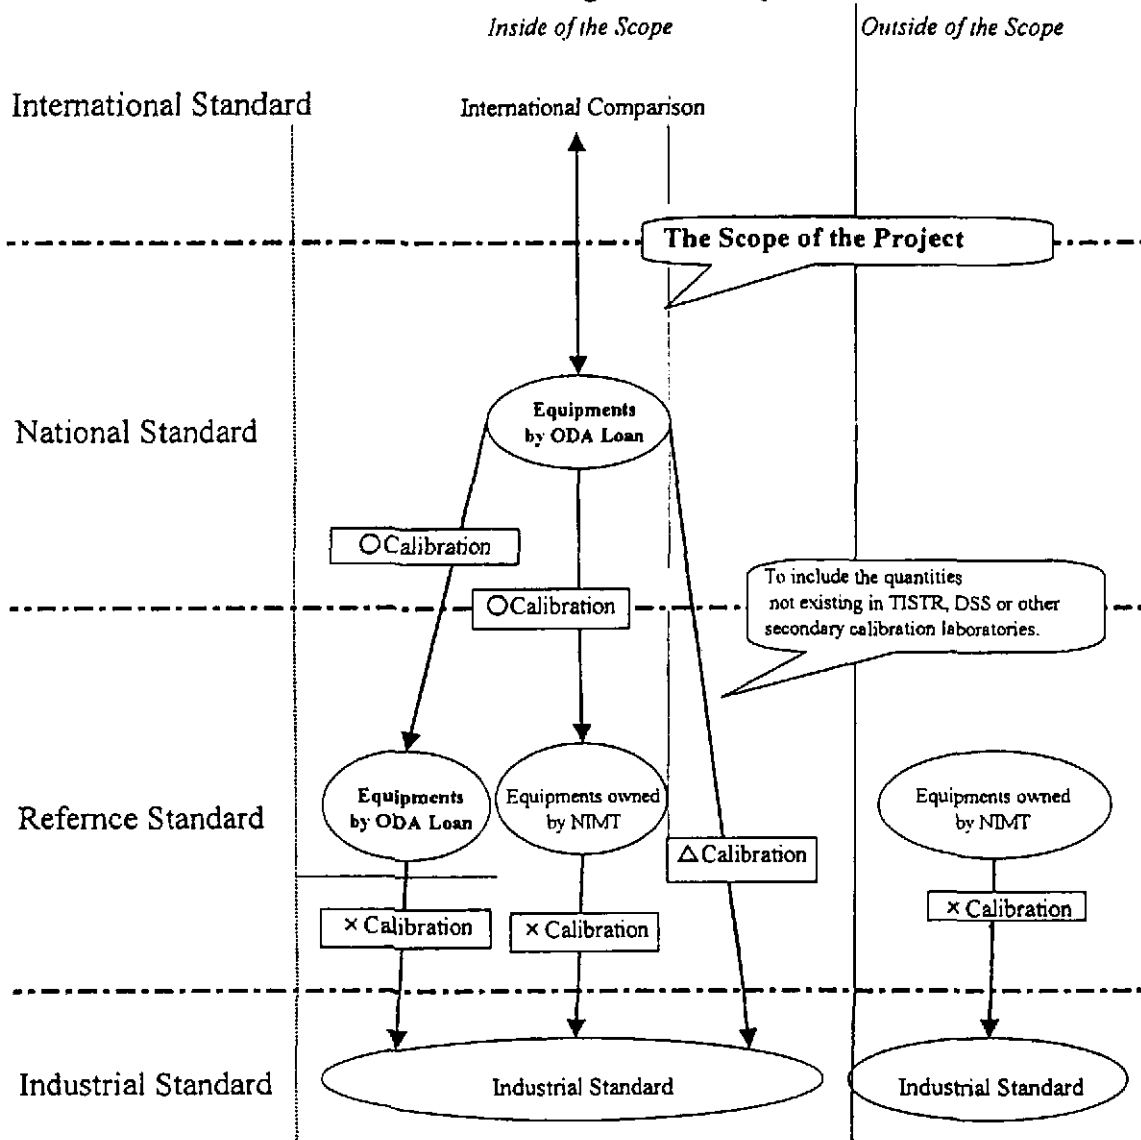 Inside of the Scope
Outside of the Scope
International Standard
International Comparison
The Scope of the Project
National Standard
Equipments
by ODA Loan
○Calibration
○Calibration
To include the quantities
not existing in TISTR, DSS or other
secondary calibration laboratories.
Refernce Standard
Equipments
by ODA Loan
Equipments owned
by NIMT
Equipments owned
by NIMT
△Calibration
× Calibration
× Calibration
× Calibration
Industrial Standard
Industrial Standard
Industrial Standard